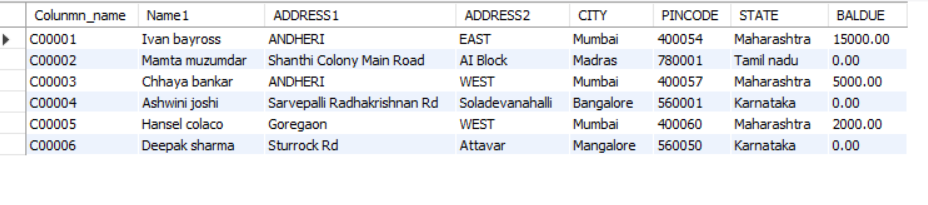 Colunmn_name Name1 ADDRESS1 ADDRESS2 CITY PINCODE STATE BALDUE
C00001 Ivan bayross ANDHERI EAST Mumbai 400054 Maharashtra 15000.00
C00002 Mamta muzumdar Shanthi Colony Main Road AI Block Madras 780001 Tamil nadu 0.00
C00003 Chhaya bankar ANDHERI WEST Mumbai 400057 Maharashtra 5000.00
C00004 Ashwini joshi Sarvepalli Radhakrishnan Rd Soladevanahalli Bangalore 560001 Karnataka 0.00
C00005 Hansel colaco Goregaon WEST Mumbai 400060 Maharashtra 2000.00
C00006 Deepak sharma Sturrock Rd Attavar Mangalore 560050 Karnataka 0.00